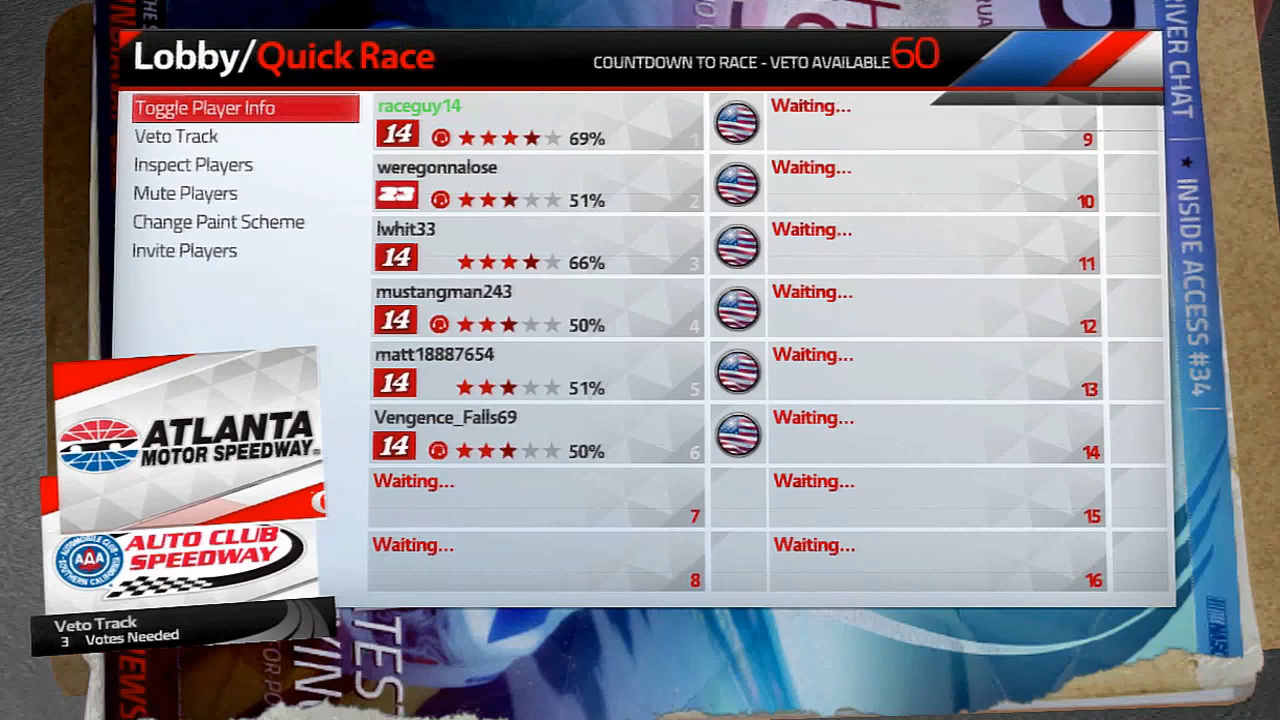 Lobby/Quick Race
COUNTDOWN TO RACE - VETO AVAILABLE 60
Toggle Player Info
Veto Track
Inspect Players
Mute Players
Change Paint Scheme
Invite Players
raceguy14
14 69% 1
weregonnalose
23 51% 2
lwhit33
14 66% 3
mustangman243
14 50% 4
matt18887654
14 51% 5
Vengence_Falls69
14 50% 6
Waiting...
7
Waiting...
8
Waiting...
9
Waiting...
10
Waiting...
11
Waiting...
12
Waiting...
13
Waiting...
14
Waiting...
15
Waiting...
16
ATLANTA
MOTOR SPEEDWAY
AAA
AUTO CLUB
SPEEDWAY
Veto Track
3 Votes Needed
RIVER CHAT ★ INSIDE ACCESS #34